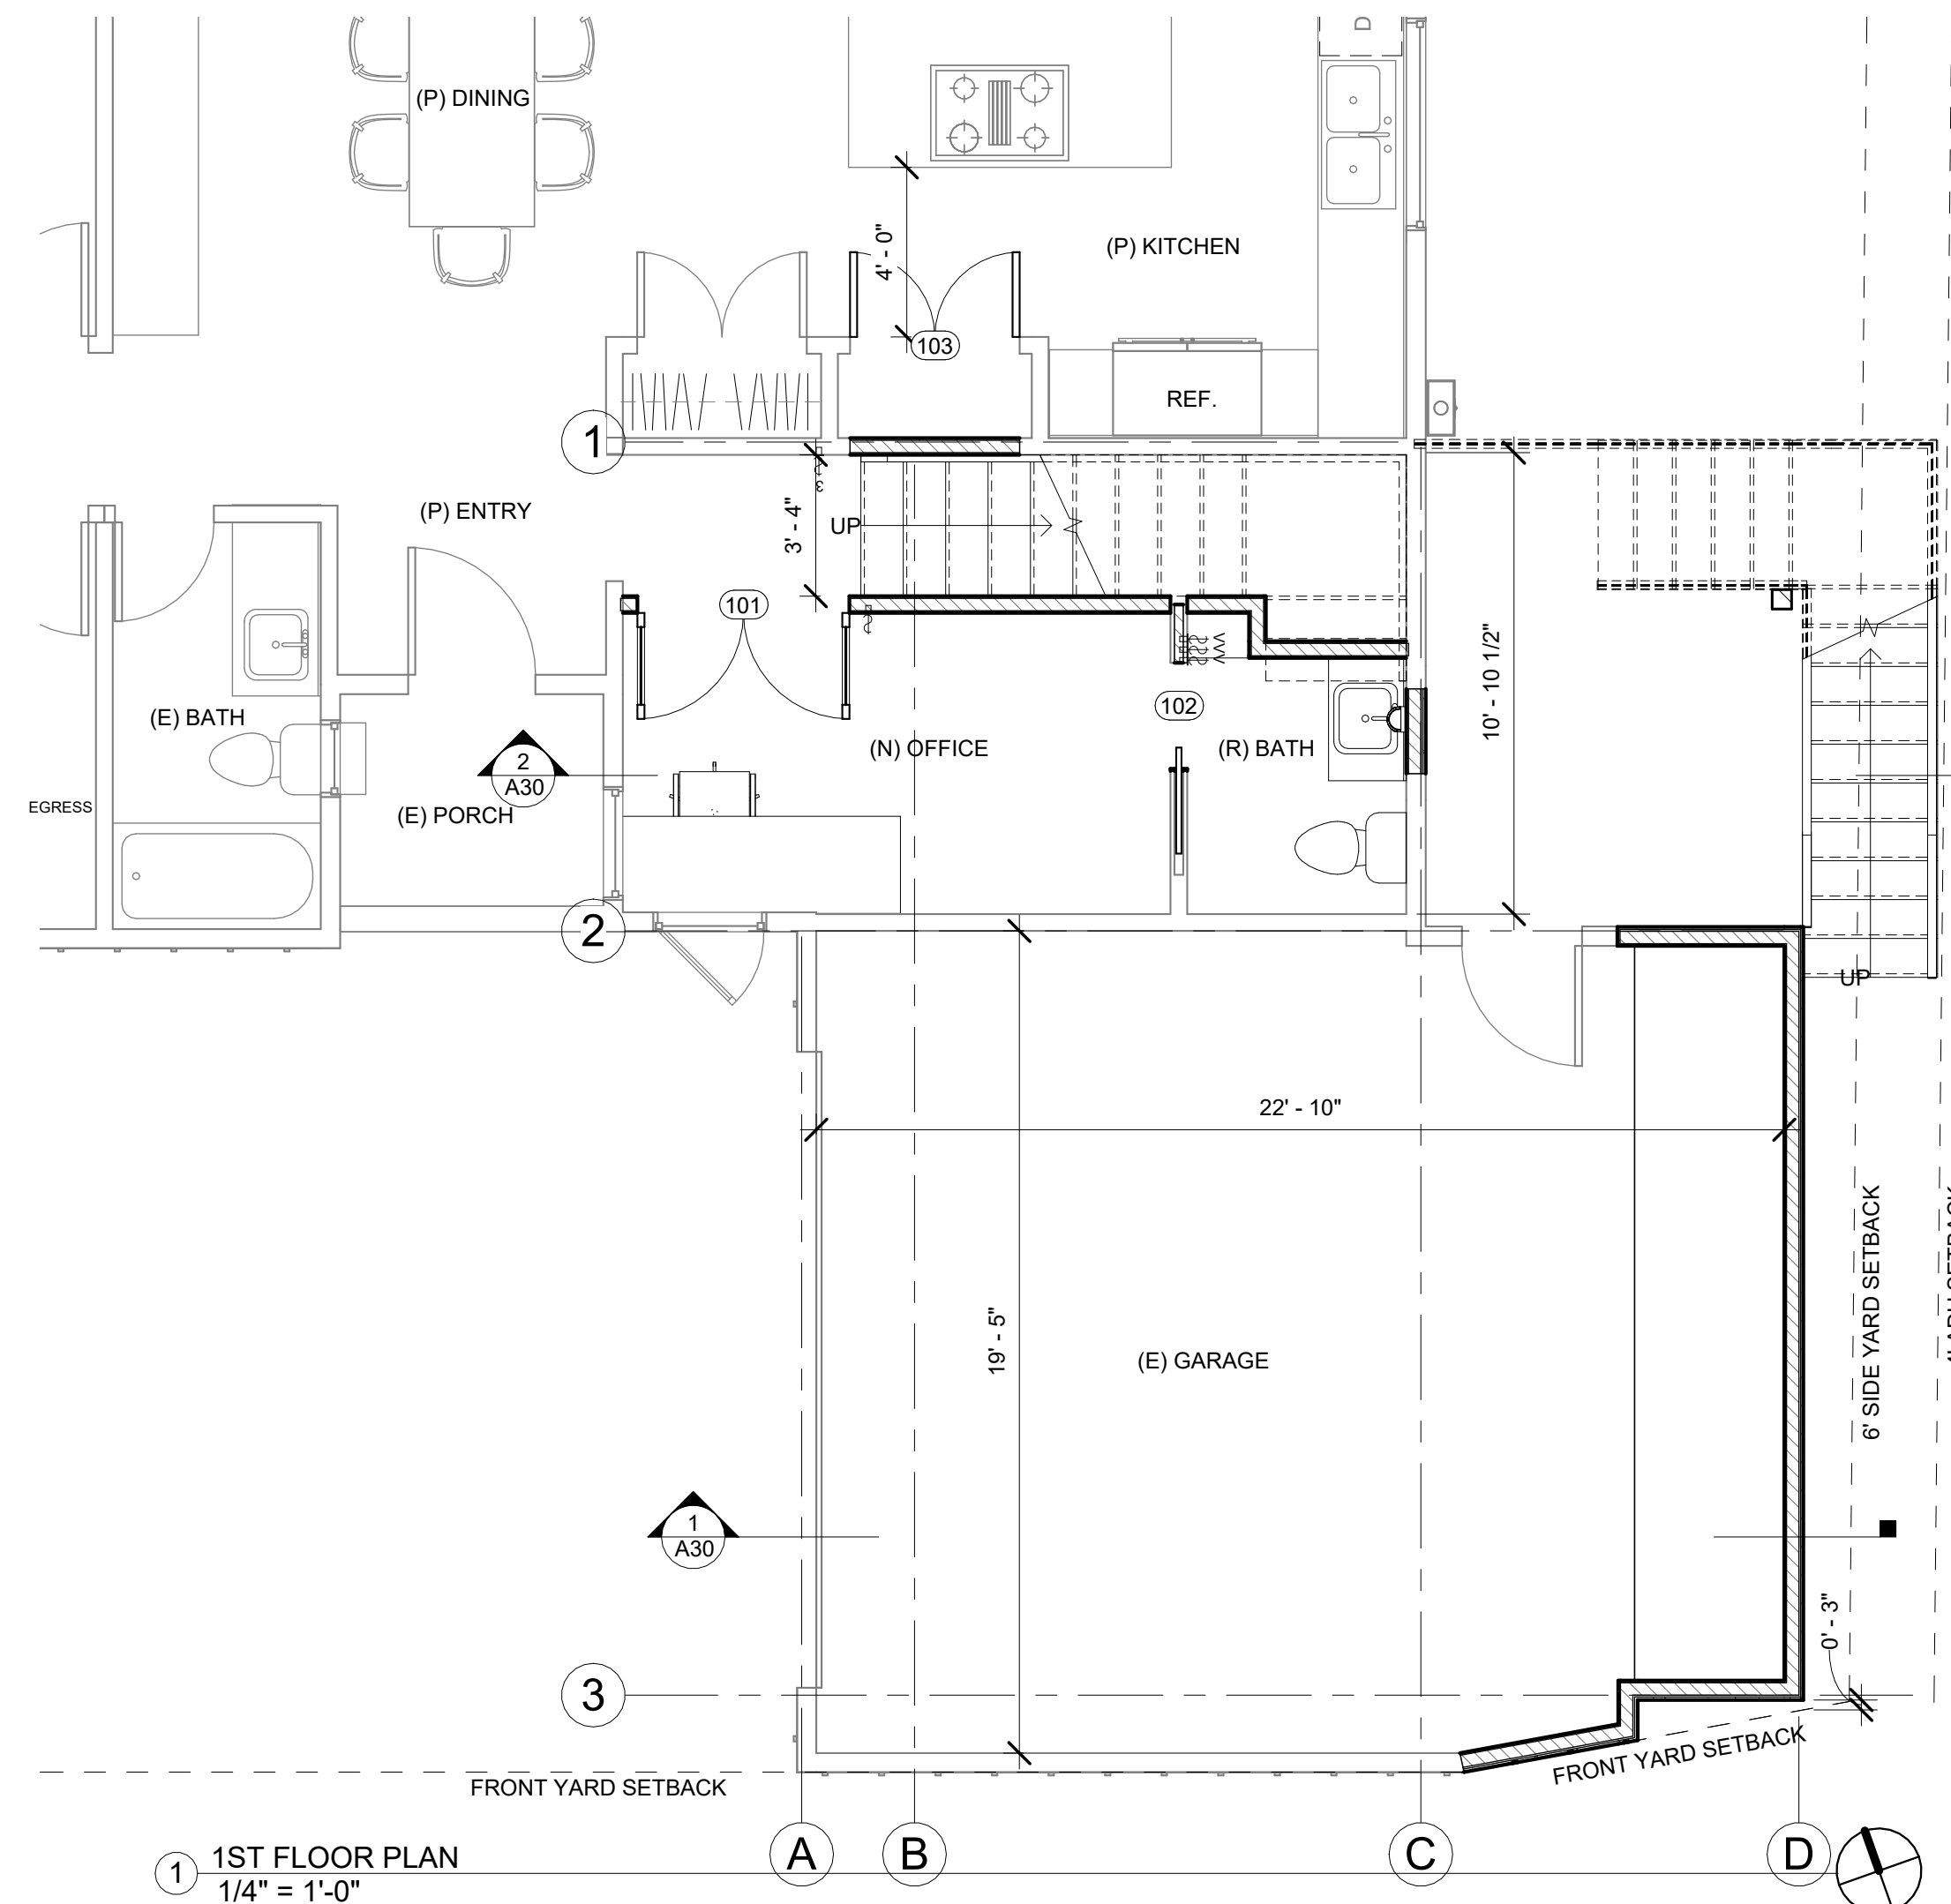 D
(P) DINING
4' - 0"
(P) KITCHEN
103
REF.
1
3' - 4"
(P) ENTRY
UP
101
10' - 10 1/2"
102
(E) BATH
(N) OFFICE
(R) BATH
2
A30
(E) PORCH
EGRESS
2
UP
22' - 10"
6' SIDE YARD SETBACK
19' - 5"
(E) GARAGE
1
A30
0' - 3"
3
FRONT YARD SETBACK
FRONT YARD SETBACK
A
B
C
D
1
1ST FLOOR PLAN
1/4" = 1'-0"